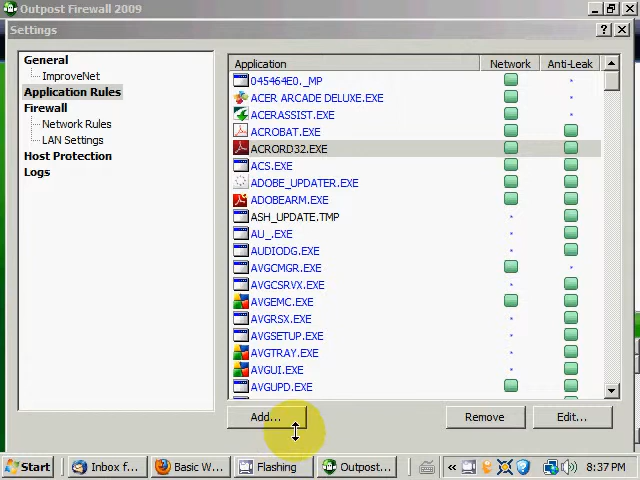 Outpost Firewall 2009
Settings
General
ImproveNet
Application Rules
Firewall
Network Rules
LAN Settings
Host Protection
Logs
Application Network Anti-Leak
045464E0._MP
ACER ARCADE DELUXE.EXE
ACERASSIST.EXE
ACROBAT.EXE
ACRORD32.EXE
ACS.EXE
ADOBE_UPDATER.EXE
ADOBEARM.EXE
ASH_UPDATE.TMP
AU_.EXE
AUDIODG.EXE
AVGCMGR.EXE
AVGCSRVX.EXE
AVGEMC.EXE
AVGRSX.EXE
AVGSETUP.EXE
AVGTRAY.EXE
AVGUI.EXE
AVGUPD.EXE
Add... Remove Edit...
Start Inbox f... Basic W... Flashing Outpost... 8:37 PM